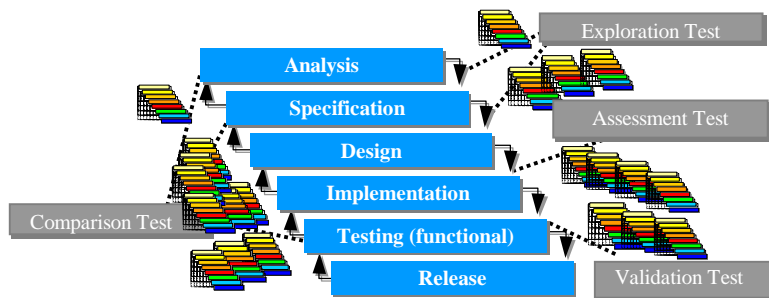 Exploration Test
Analysis
Specification
Assessment Test
Design
Implementation
Comparison Test
Testing (functional)
Release
Validation Test